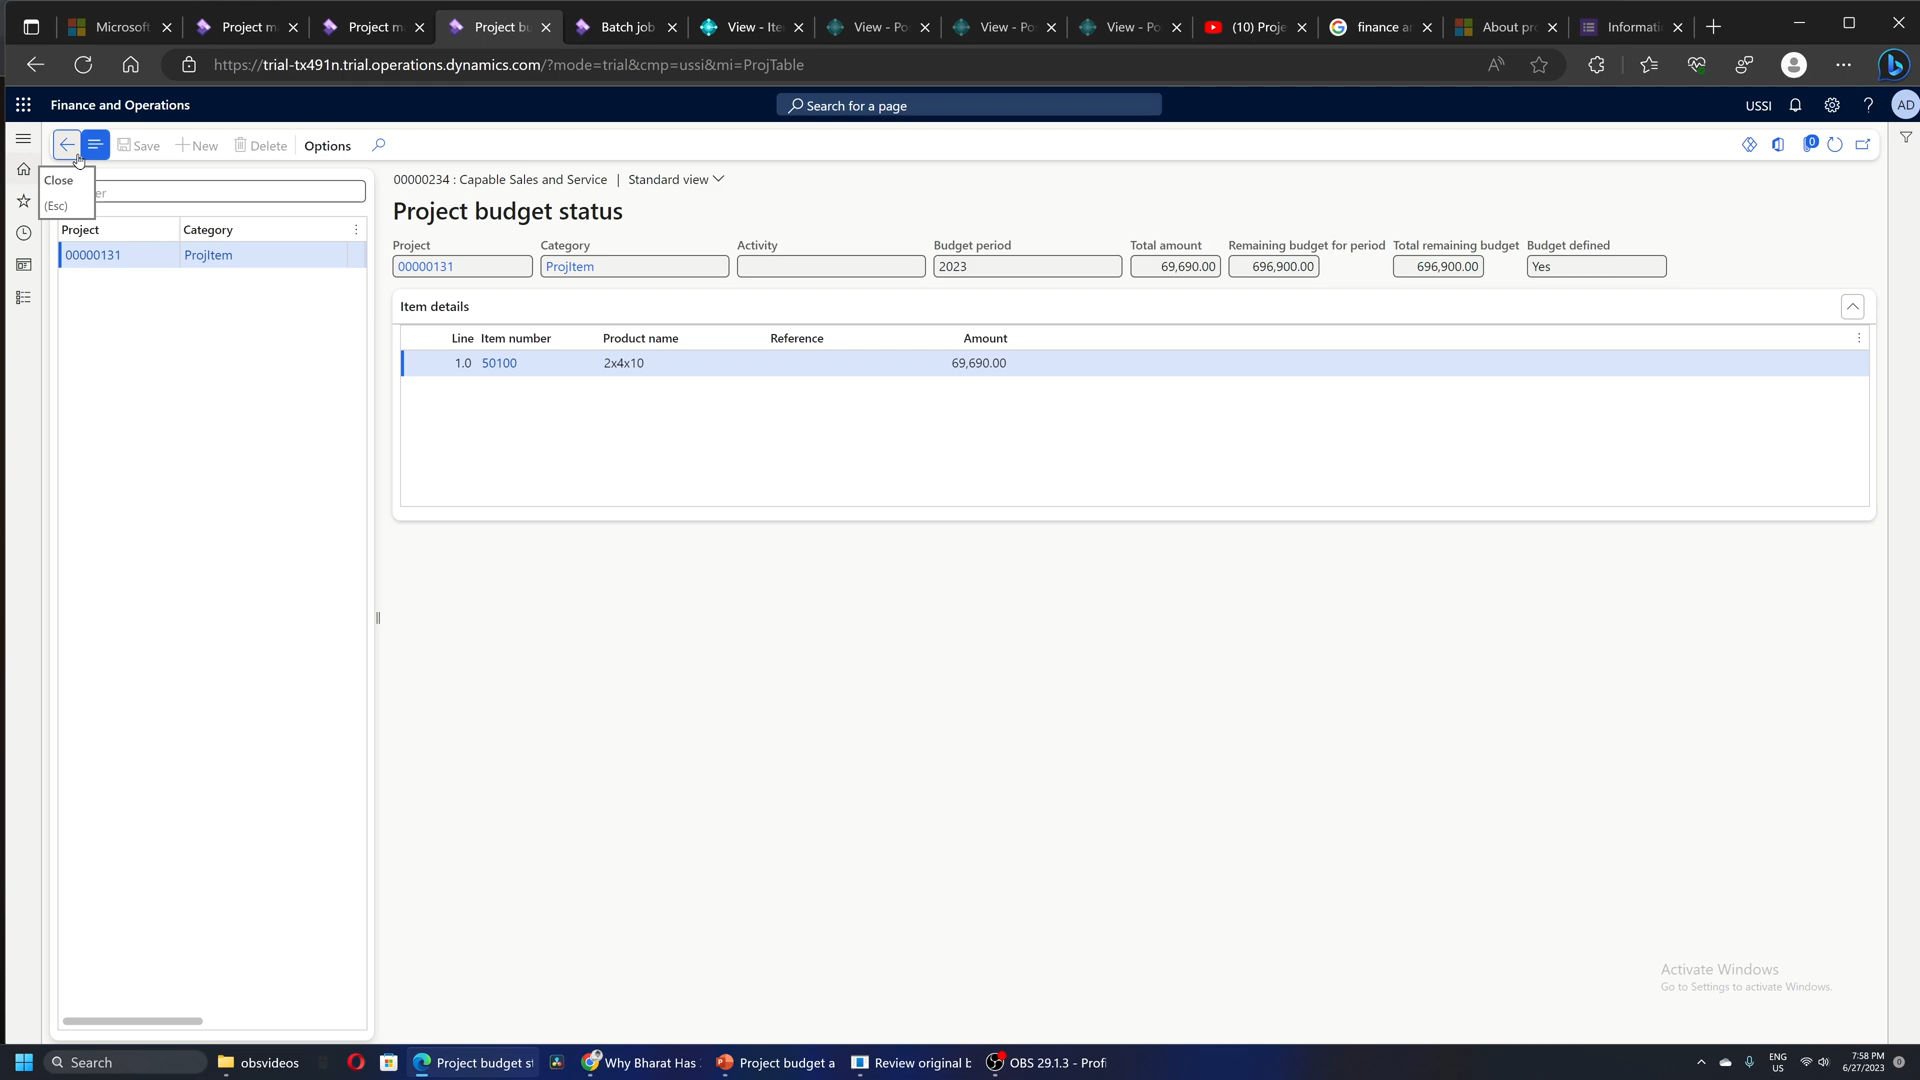 Microsoft
Project m
Project m
Project bu
Batch job
View - Ite
View - Po
View - Po
View - Po
(10) Proje
finance ar
About pro
Informati
https://trial-tx491n.trial.operations.dynamics.com/?mode=trial&cmp=ussi&mi=ProjTable
Finance and Operations
Search for a page
USSI
AD
Save
New
Delete
Options
0
Close
(Esc)
er
Project Category
00000131 ProjItem
00000234 : Capable Sales and Service | Standard view
Project budget status
Project Category Activity Budget period Total amount Remaining budget for period Total remaining budget Budget defined
00000131 ProjItem 2023 69,690.00 696,900.00 696,900.00 Yes
Item details
Line Item number Product name Reference Amount
1.0 50100 2x4x10 69,690.00
Activate Windows
Go to Settings to activate Windows.
Search
obsvideos
Project budget st
Why Bharat Has
Project budget a
Review original b
OBS 29.1.3 - Profi
ENG
US
7:58 PM
6/27/2023